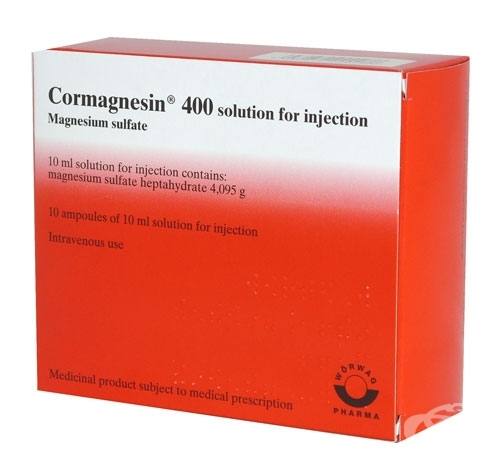 Cormagnesin® 400 solution for injection
Magnesium sulfate
10 ml solution for injection contains:
magnesium sulfate heptahydrate 4,095 g
10 ampoules of 10 ml solution for injection
Intravenous use
Medicinal product subject to medical prescription
WÖRWAG
PHARMA